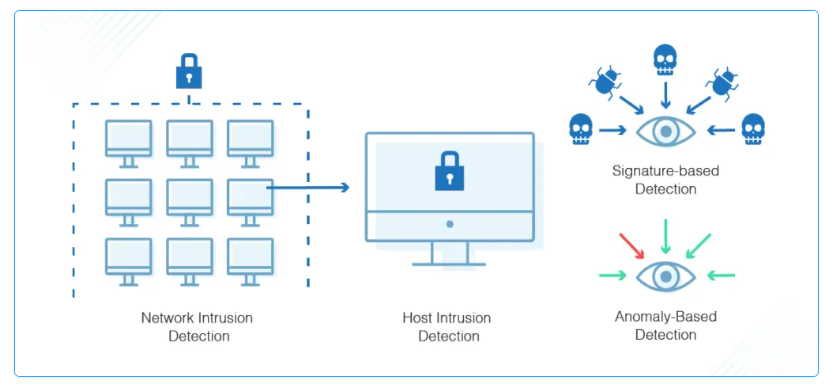 Network Intrusion
Detection
Host Intrusion
Detection
Signature-based
Detection
Anomaly-Based
Detection